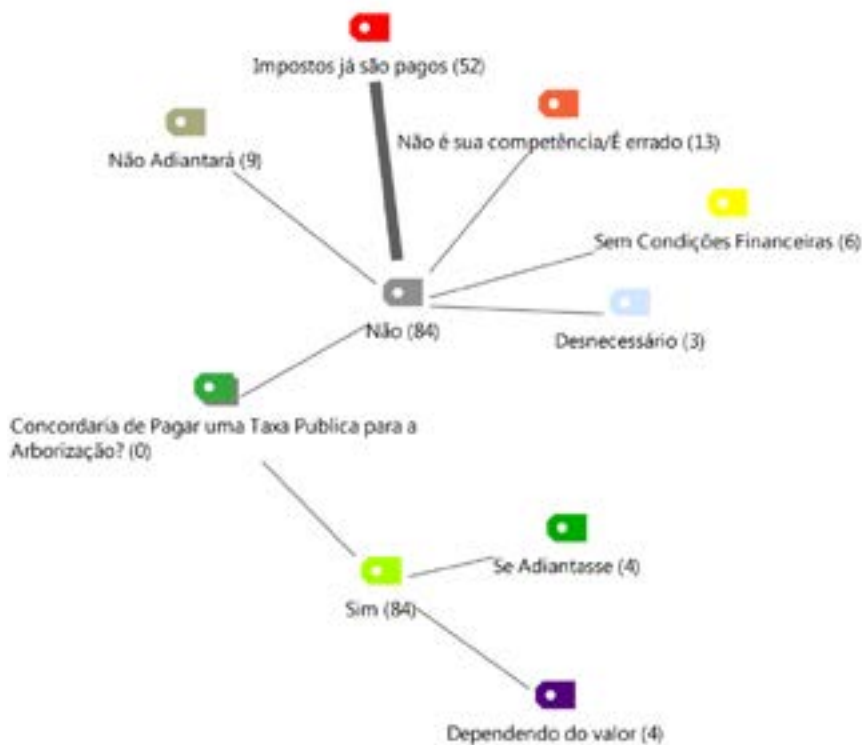 Impostos já são pagos (52)
Não é sua competência/É errado (13)
Não Adiantará (9)
Sem Condições Financeiras (6)
Não (84)
Desnecessário (3)
Concordaria de Pagar uma Taxa Publica para a
Arborização? (0)
Se Adiantasse (4)
Sim (84)
Dependendo do valor (4)